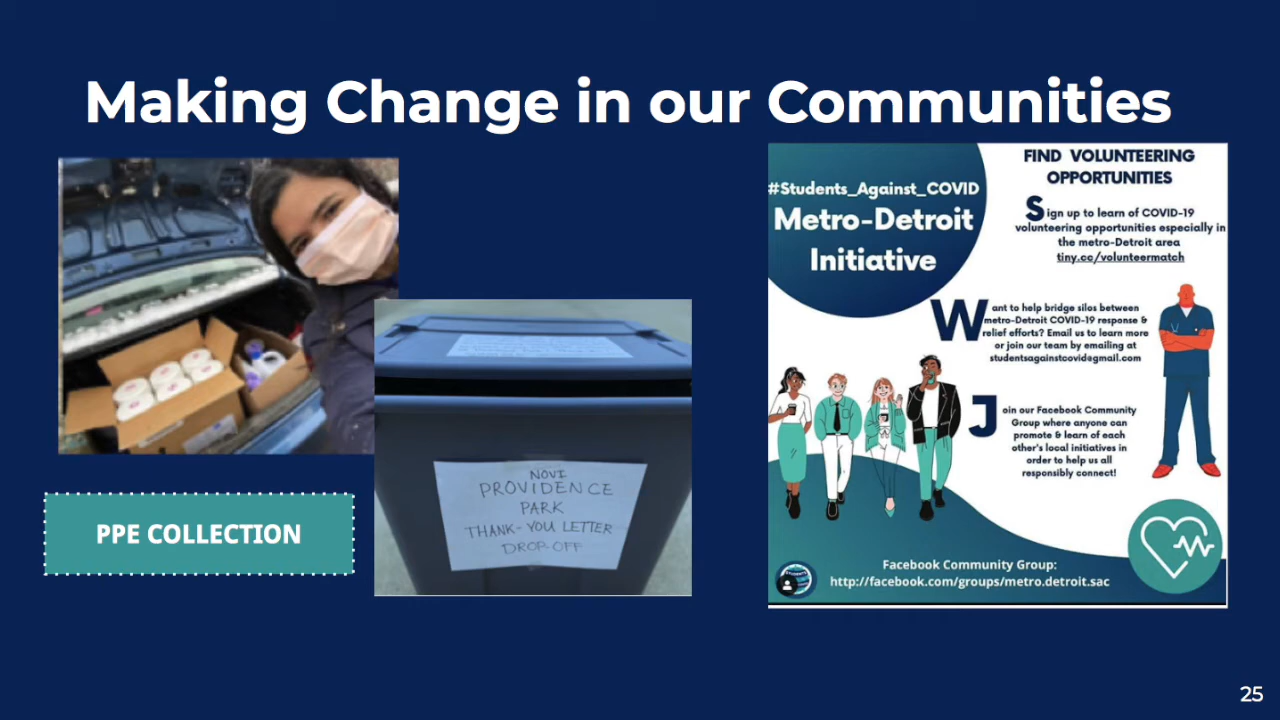 Making Change in our Communities
PPE COLLECTION
NOVI
PROVIDENCE
PARK
THANK-YOU LETTER
DROP-OFF
#Students_Against_COVID
Metro-Detroit
Initiative
FIND VOLUNTEERING
OPPORTUNITIES
Sign up to learn of COVID-19
volunteering opportunities especially in
the metro-Detroit area
tiny.cc/volunteermatch
Want to help bridge silos between
metro-Detroit COVID-19 response &
relief efforts? Email us to learn more
or join our team by emailing at
studentsagainstcovid@gmail.com
Join our Facebook Community
Group where anyone can
promote & learn of each
other's local initiatives in
order to help us all
responsibly connect!
Facebook Community Group:
http://facebook.com/groups/metro.detroit.sac
25